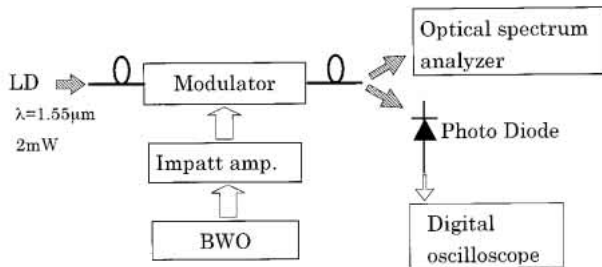 Optical spectrum
analyzer
LD
Modulator
λ=1.55μm
2mW
Photo Diode
Impatt amp.
BWO
Digital
oscilloscope